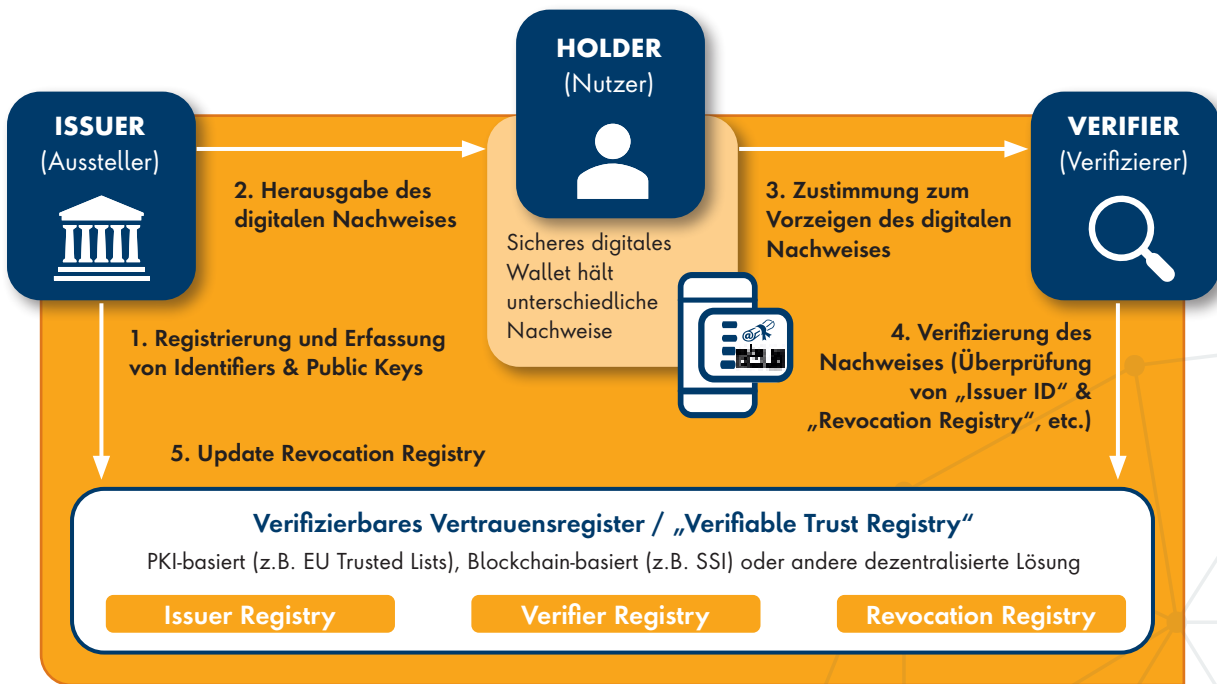 HOLDER
(Nutzer)
ISSUER
(Aussteller)
VERIFIER
(Verifizierer)
2. Herausgabe des
digitalen Nachweises
3. Zustimmung zum
Vorzeigen des digitalen
Nachweises
Sicheres digitales
Wallet hält
unterschiedliche
Nachweise
1. Registrierung und Erfassung
von Identifiers & Public Keys
4. Verifizierung des
Nachweises (Überprüfung
von „Issuer ID“ &
„Revocation Registry“, etc.)
5. Update Revocation Registry
Verifizierbares Vertrauensregister / „Verifiable Trust Registry“
PKI-basiert (z.B. EU Trusted Lists), Blockchain-basiert (z.B. SSI) oder andere dezentralisierte Lösung
Issuer Registry
Verifier Registry
Revocation Registry